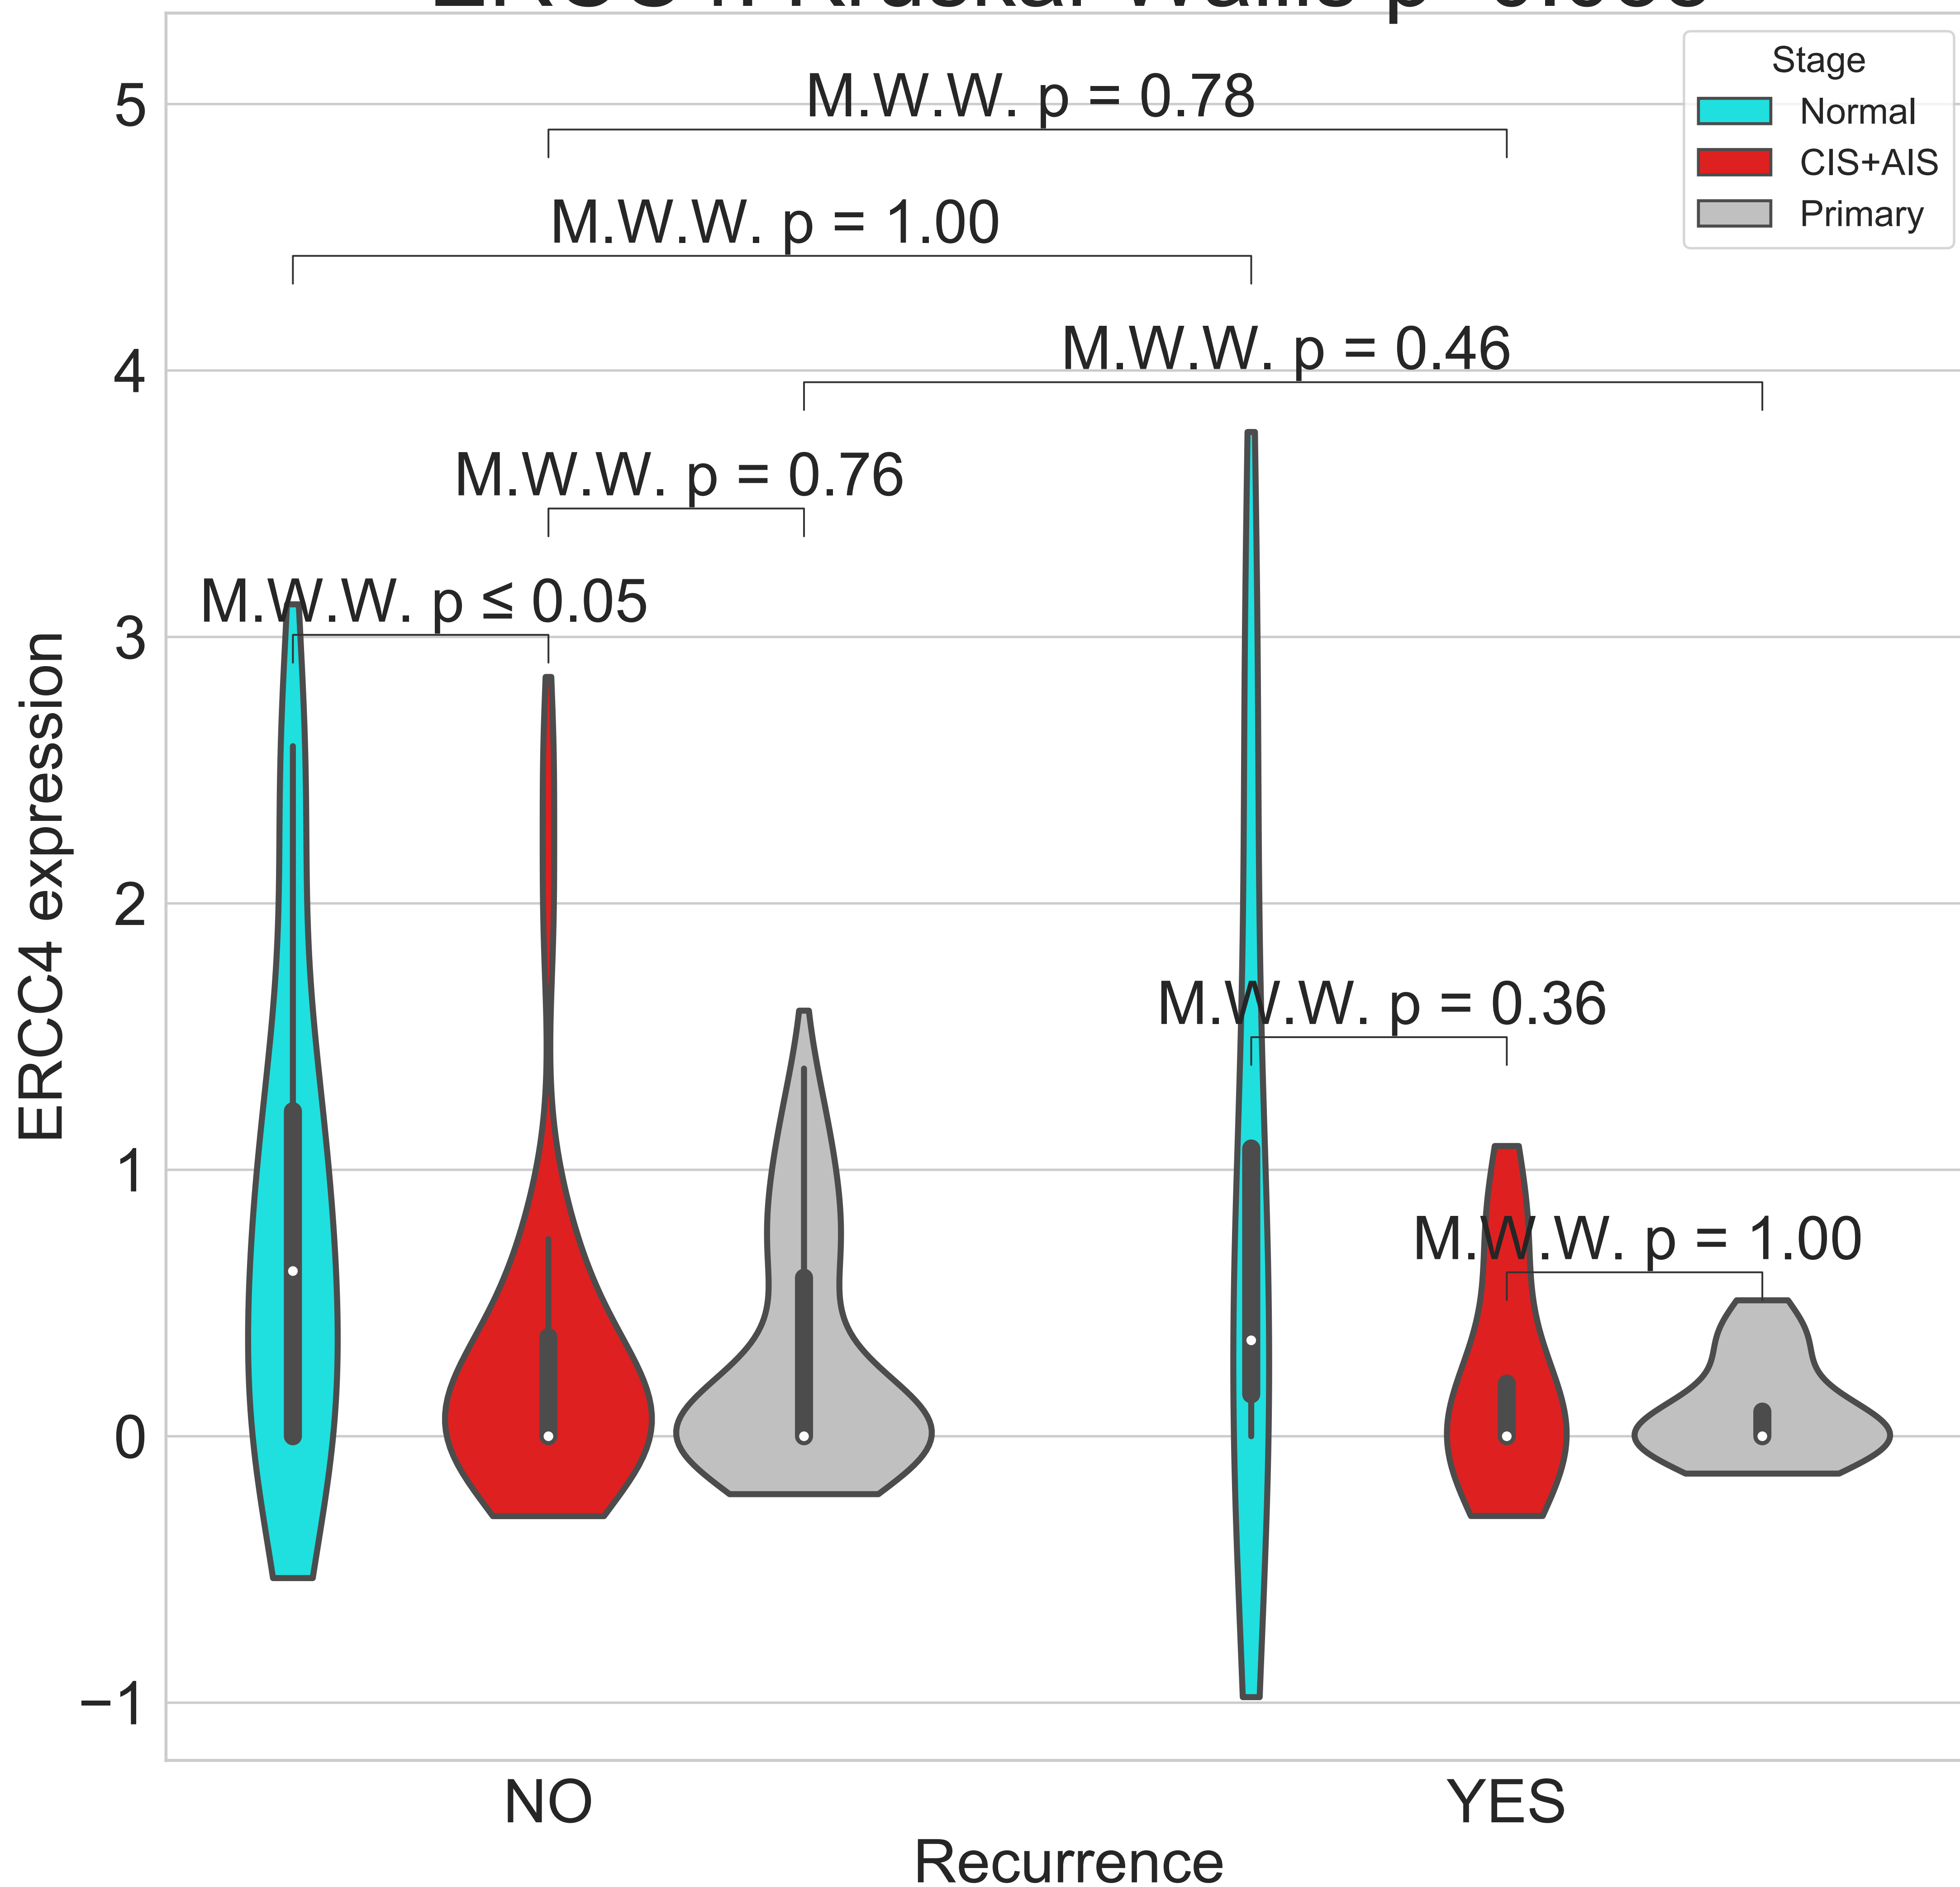 5
4
3
2
1
0
−1
ERCC4 expression
M.W.W. p = 0.78
M.W.W. p = 1.00
M.W.W. p = 0.46
M.W.W. p = 0.76
M.W.W. p ≤ 0.05
M.W.W. p = 0.36
M.W.W. p = 1.00
Stage
Normal
CIS+AIS
Primary
NO
YES
Recurrence